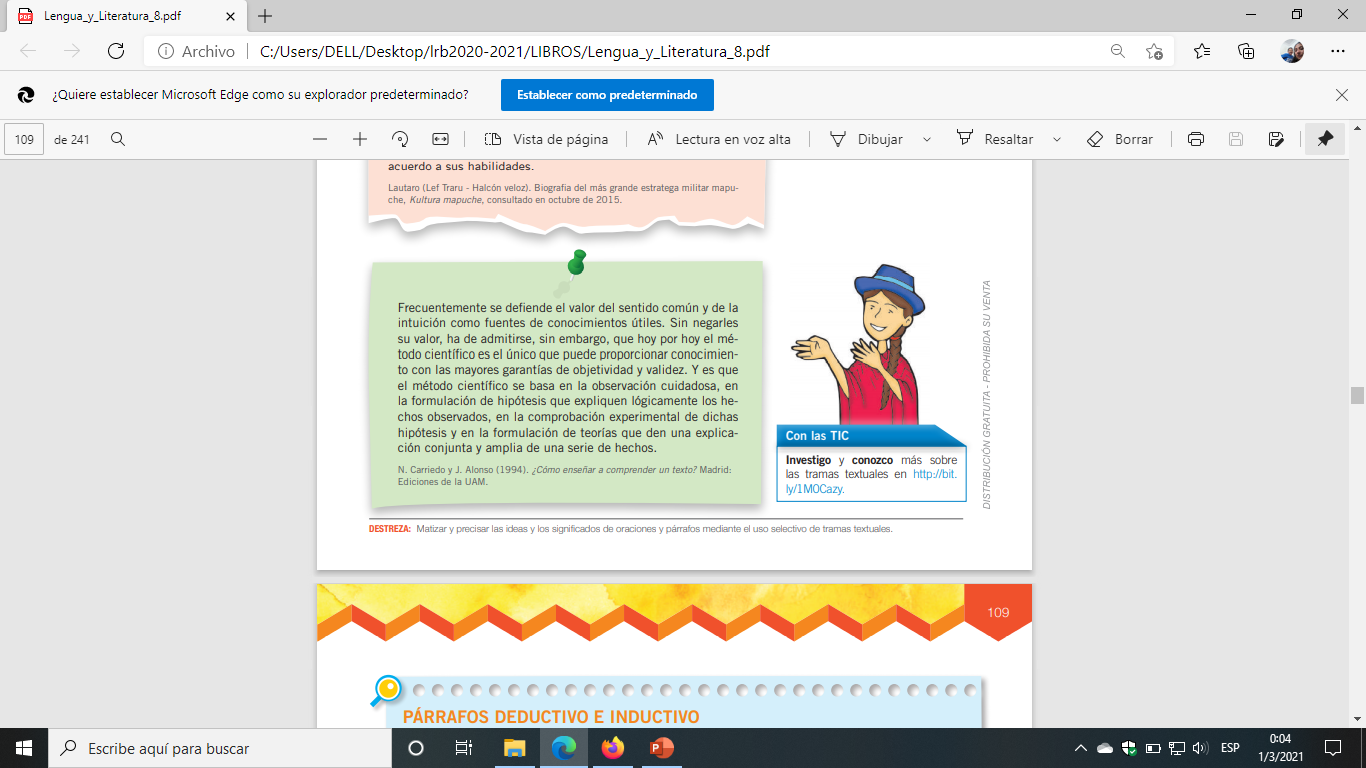 Lengua_y_Literatura_8.pdf
Archivo
C:/Users/DELL/Desktop/lrb2020-2021/LIBROS/Lengua_y_Literatura_8.pdf
¿Quiere establecer Microsoft Edge como su explorador predeterminado?
Establecer como predeterminado
109
de 241
Vista de página
Lectura en voz alta
Dibujar
Resaltar
Borrar
acuerdo a sus habilidades.
Lautaro (Lef Traru - Halcón veloz). Biografía del más grande estratega militar mapu-
che, Kultura mapuche, consultado en octubre de 2015.
Frecuentemente se defiende el valor del sentido común y de la
intuición como fuentes de conocimientos útiles. Sin negarles
su valor, ha de admitirse, sin embargo, que hoy por hoy el mé-
todo científico es el único que puede proporcionar conocimien-
to con las mayores garantías de objetividad y validez. Y es que
el método científico se basa en la observación cuidadosa, en
la formulación de hipótesis que expliquen lógicamente los he-
chos observados, en la comprobación experimental de dichas
hipótesis y en la formulación de teorías que den una explica-
ción conjunta y amplia de una serie de hechos.
N. Carriedo y J. Alonso (1994). ¿Cómo enseñar a comprender un texto? Madrid:
Ediciones de la UAM.
Con las TIC
Investigo y conozco más sobre
las tramas textuales en http://bit.
ly/1M0Cazy.
DISTRIBUCIÓN GRATUITA - PROHIBIDA SU VENTA
DESTREZA: Matizar y precisar las ideas y los significados de oraciones y párrafos mediante el uso selectivo de tramas textuales.
109
PÁRRAFOS DEDUCTIVO E INDUCTIVO
Escribe aquí para buscar
ESP
0:04
1/3/2021